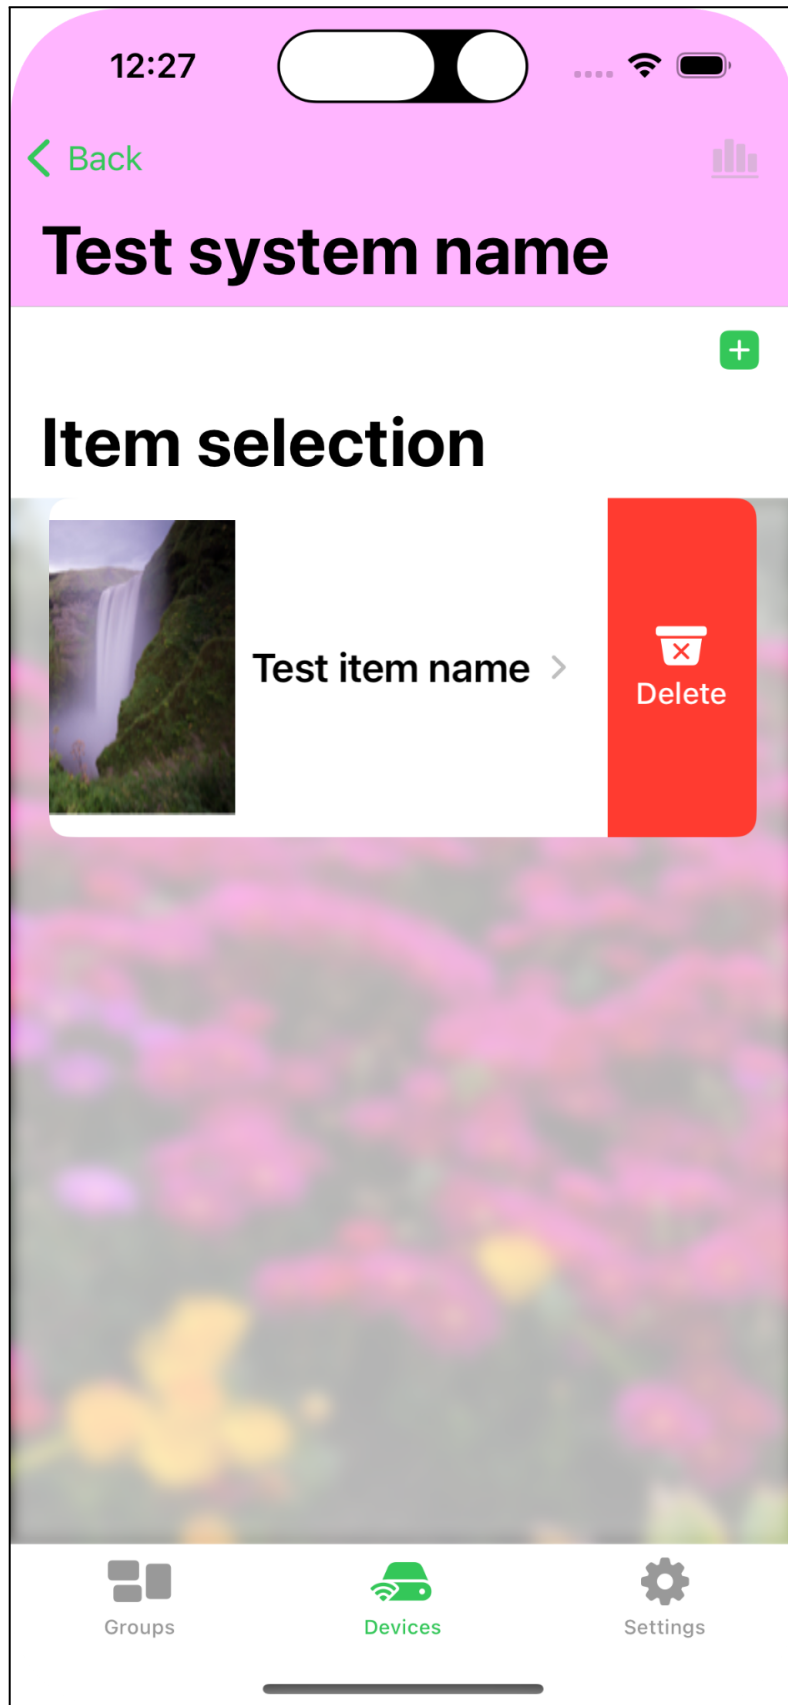 12:27
Back
Test system name
Item selection
Test item name
Delete
Groups
Devices
Settings